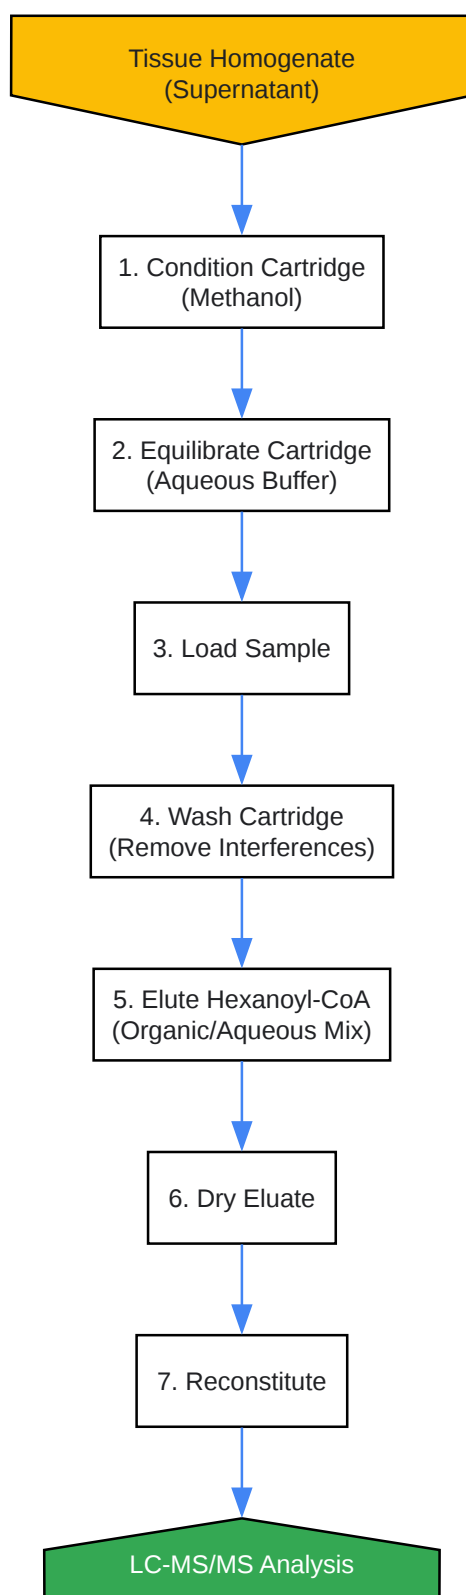 Tissue Homogenate
(Supernatant)
1. Condition Cartridge
(Methanol)
2. Equilibrate Cartridge
(Aqueous Buffer)
3. Load Sample
4. Wash Cartridge
(Remove Interferences)
5. Elute Hexanoyl-CoA
(Organic/Aqueous Mix)
6. Dry Eluate
7. Reconstitute
LC-MS/MS Analysis